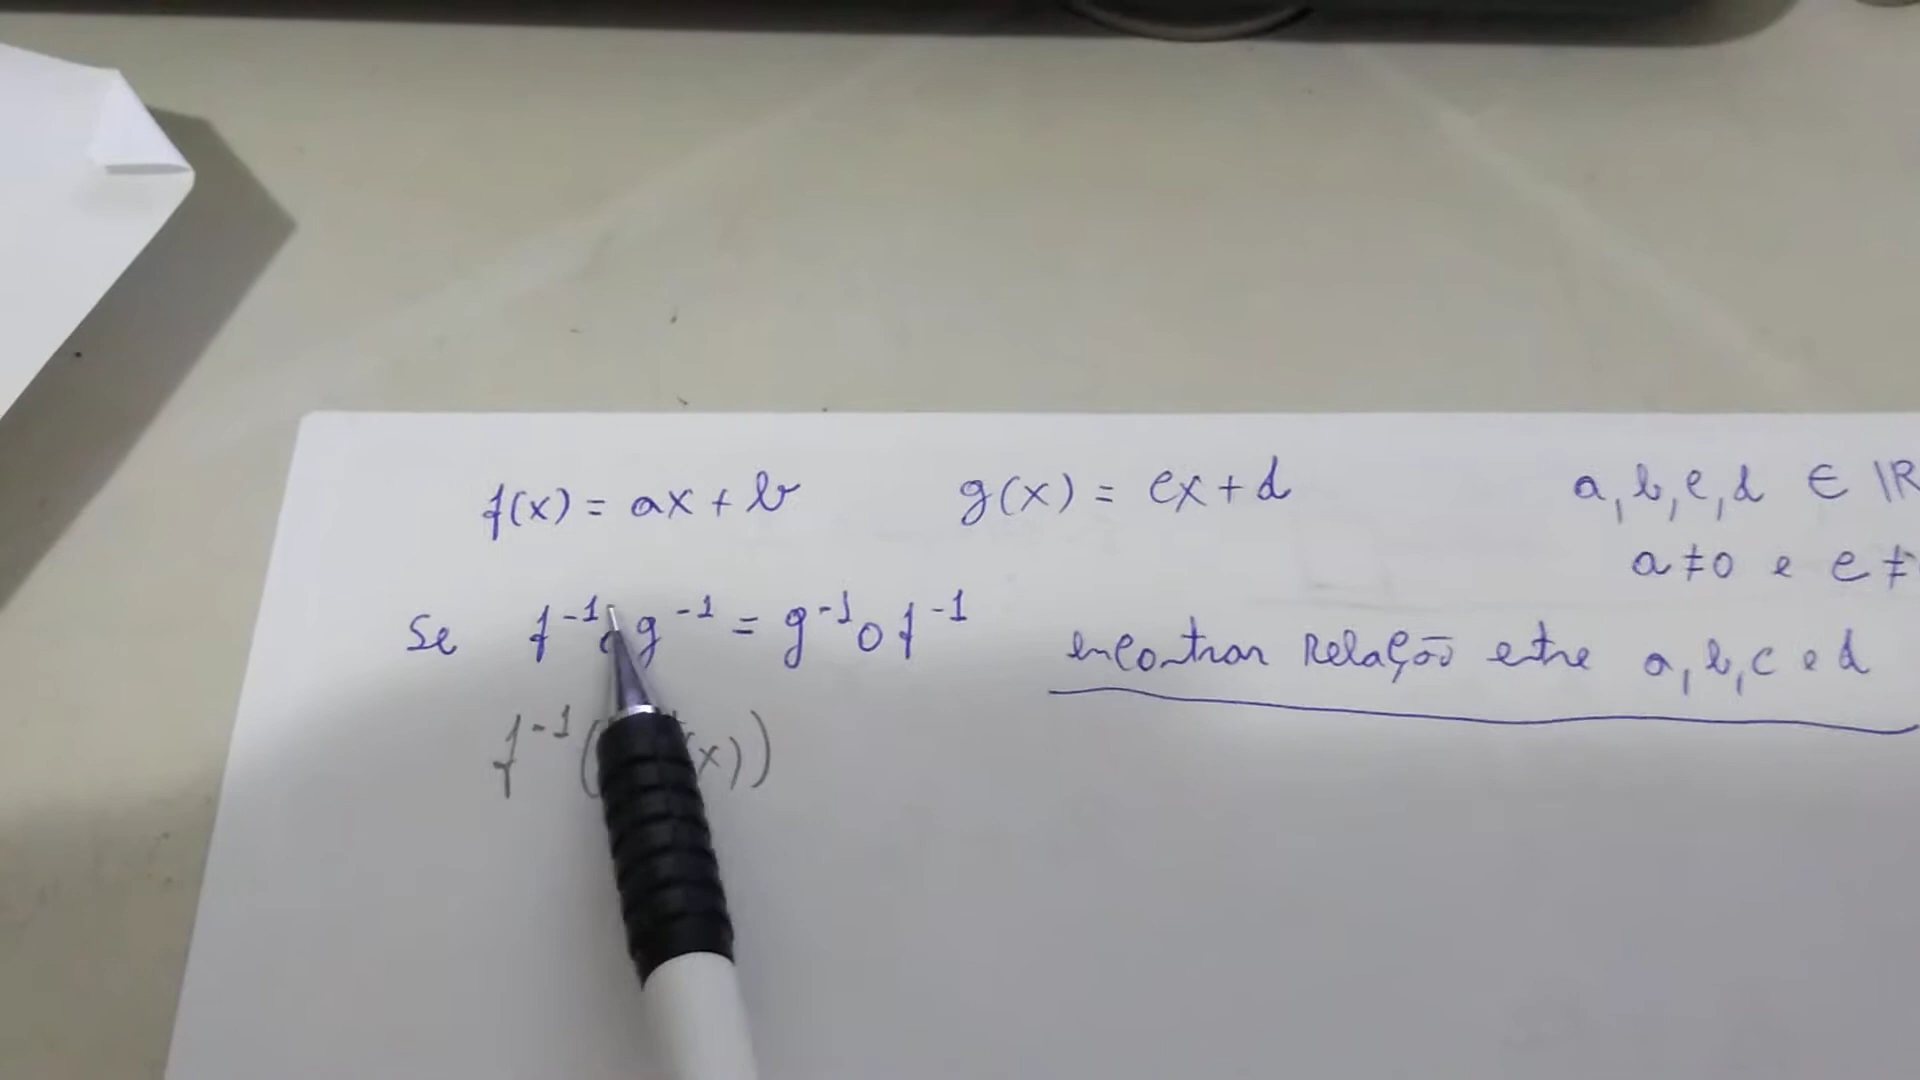 f(x) = ax + b g(x) = cx + d a, b, c, d ∈ IR
a ≠ 0 e c ≠
Se f⁻¹ o g⁻¹ = g⁻¹ o f⁻¹ encontrar Relação entre a, b, c e d
f⁻¹( (x))